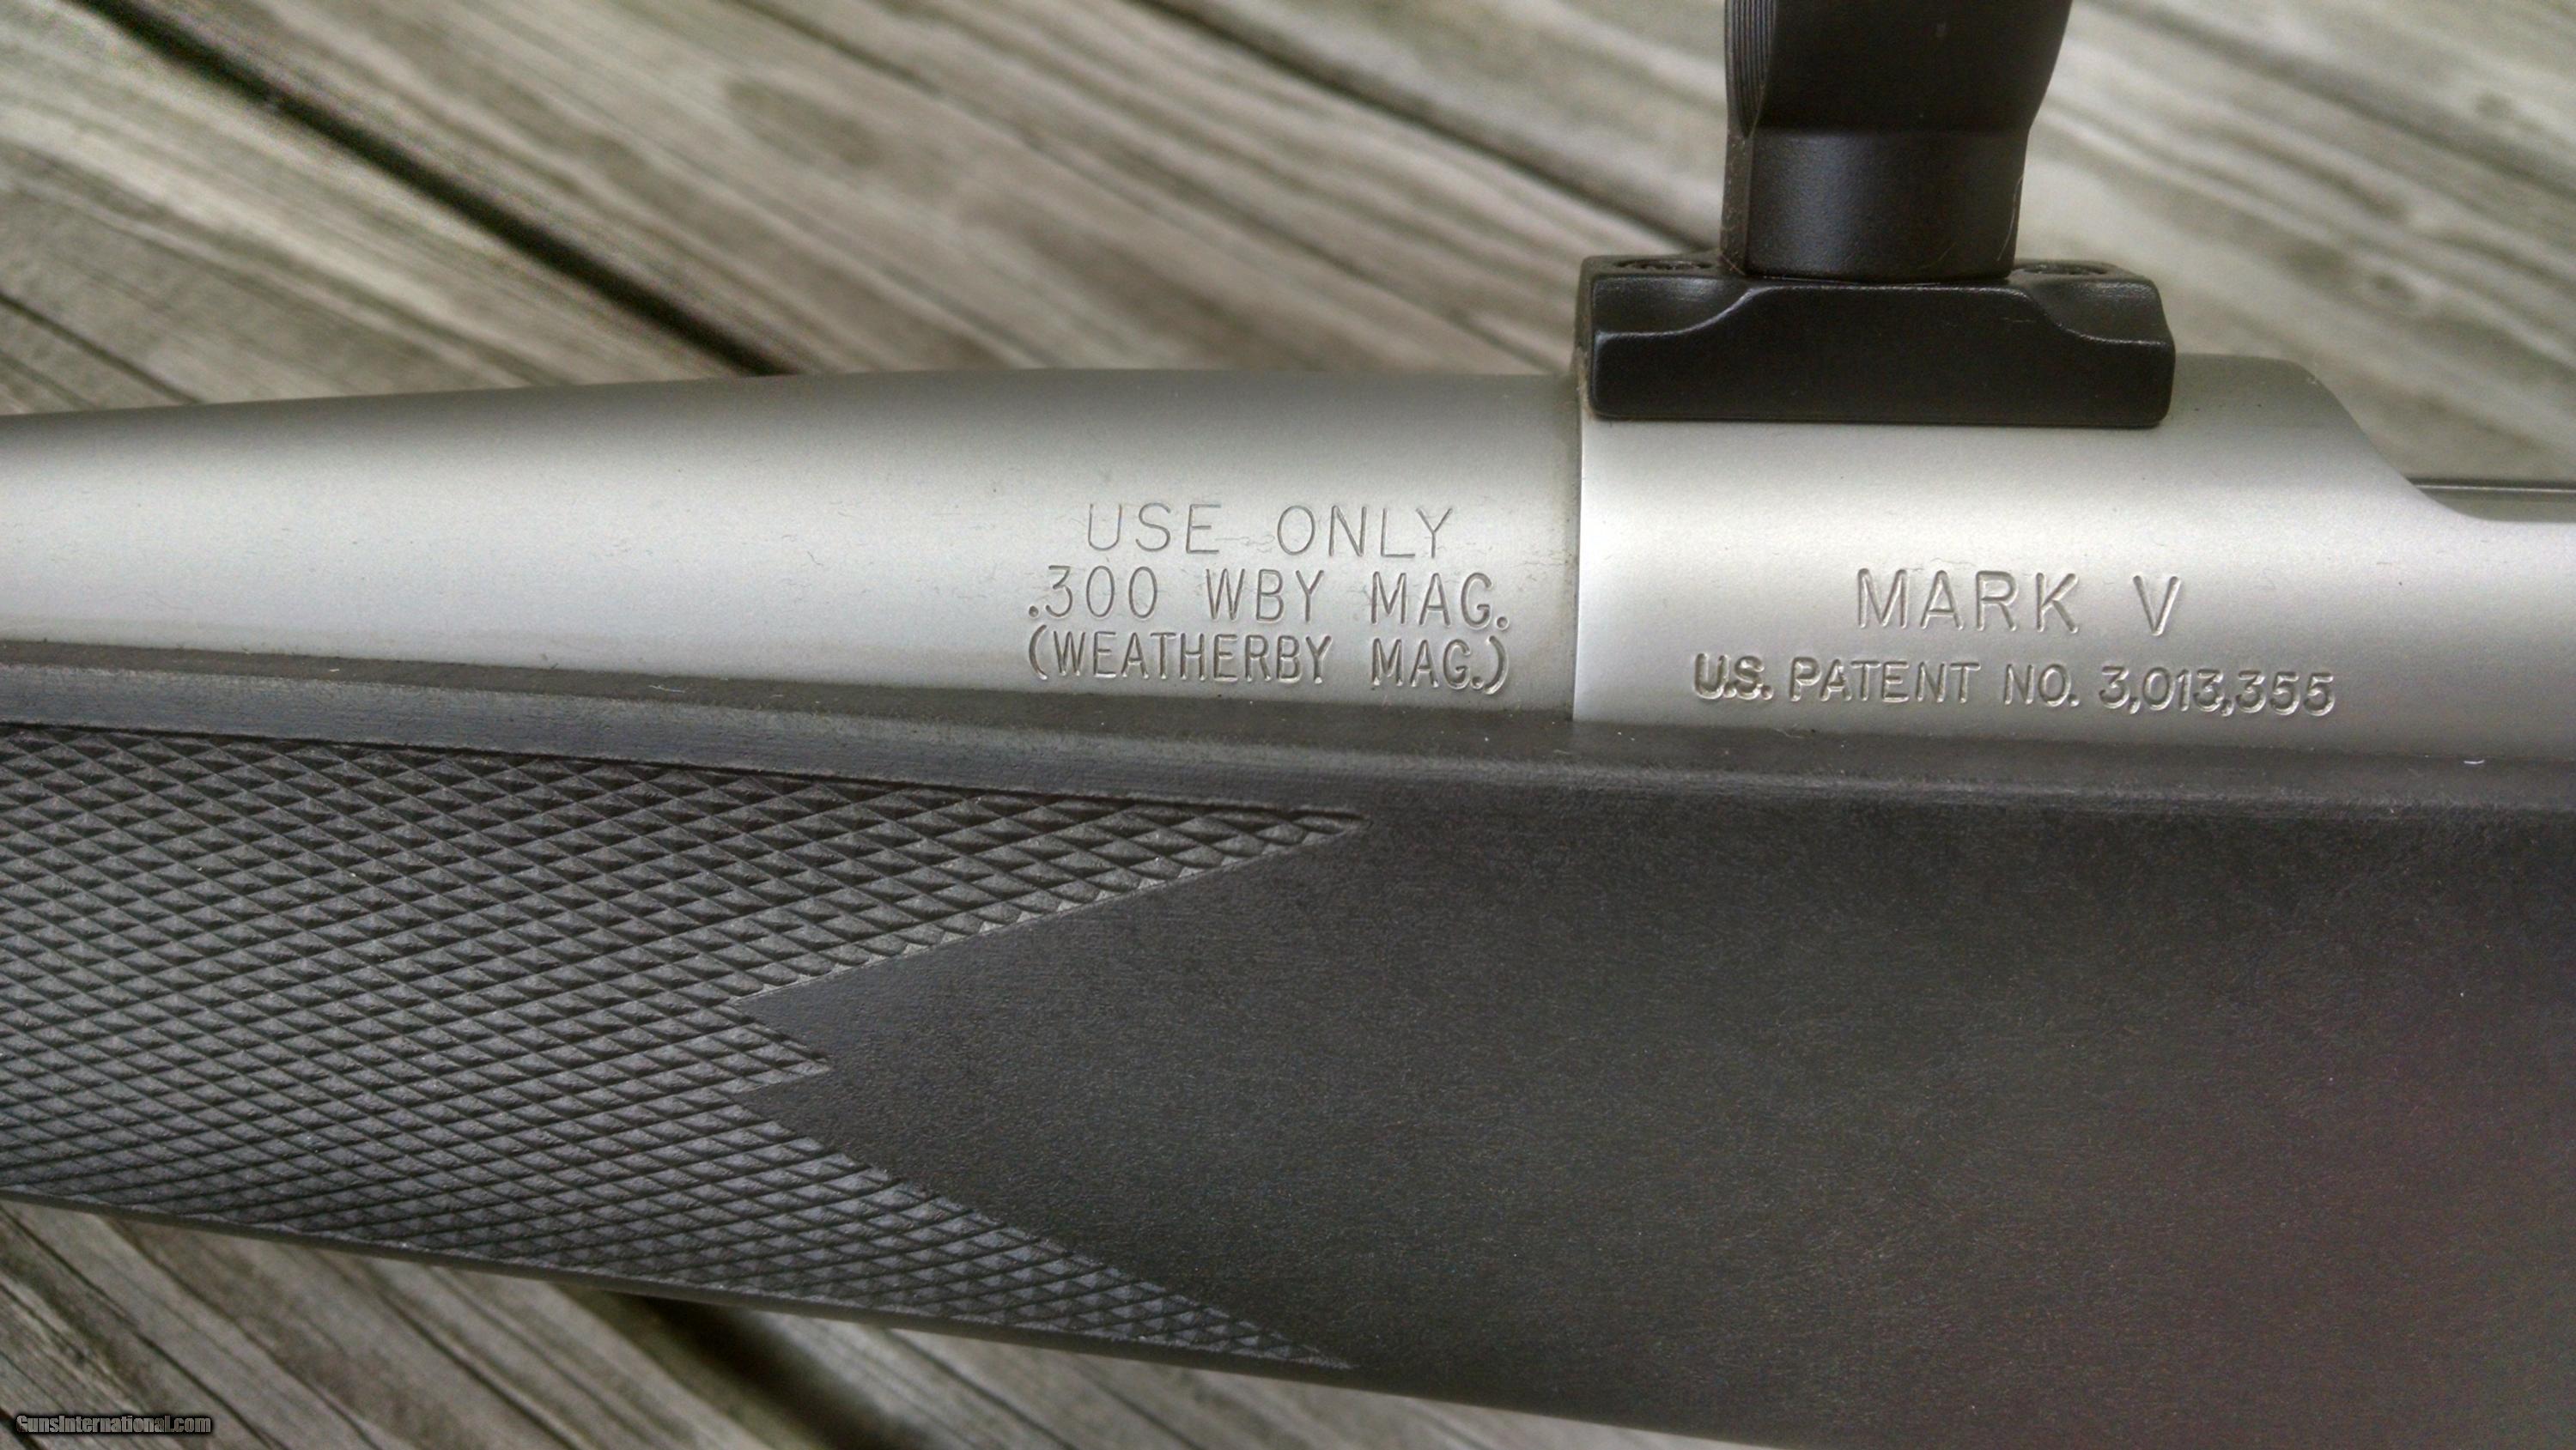 USE ONLY
.300 WBY MAG.
(WEATHERBY MAG.)
MARK V
U.S. PATENT NO. 3,013,355
GunsInternational.com